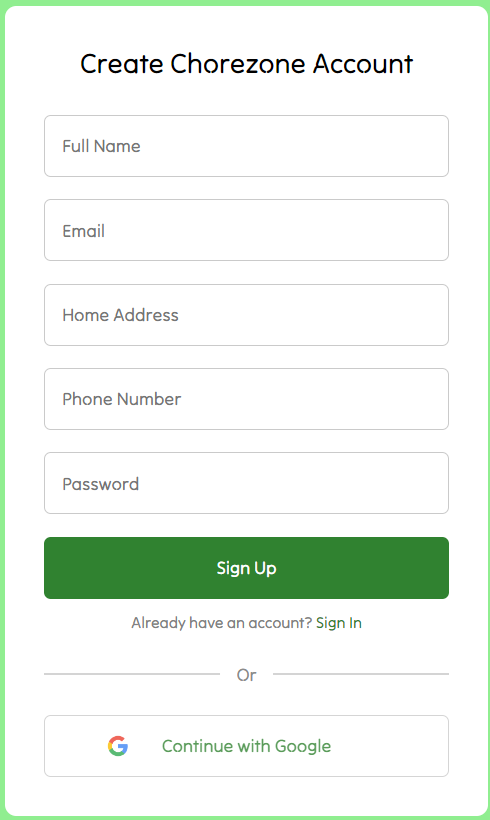 Create Chorezone Account
Full Name
Email
Home Address
Phone Number
Password
Sign Up
Already have an account? Sign In
Or
Continue with Google